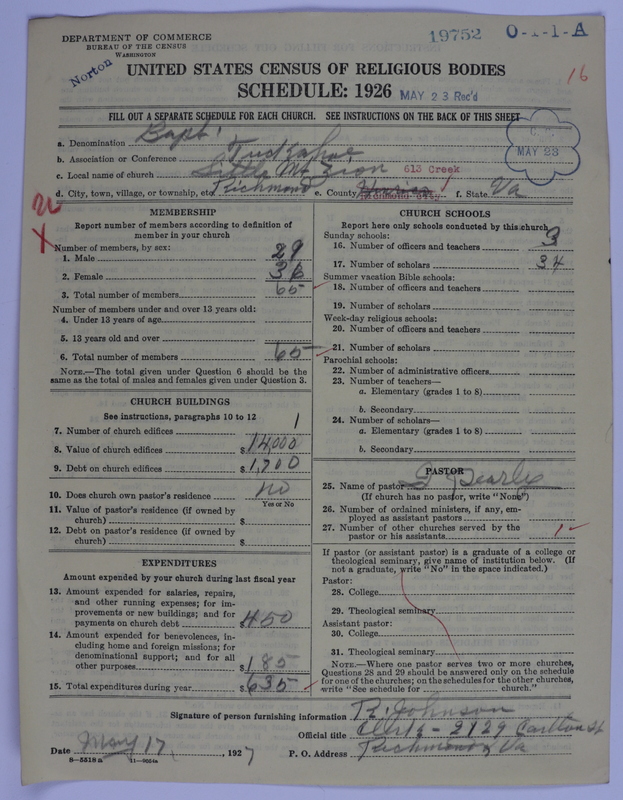 DEPARTMENT OF COMMERCE
BUREAU OF THE CENSUS
WASHINGTON
19752 O-1-1-A
Norton
UNITED STATES CENSUS OF RELIGIOUS BODIES
16
SCHEDULE: 1926 MAY 23 Rec'd
FILL OUT A SEPARATE SCHEDULE FOR EACH CHURCH. SEE INSTRUCTIONS ON THE BACK OF THIS SHEET
MAY 23
a. Denomination Bapt
b. Association or Conference Tuckahoe
c. Local name of church Little Mt Zion 613 Creek
d. City, town, village, or township, etc. Richmond e. County Henrico f. State Va
MEMBERSHIP
Report number of members according to definition of
member in your church
Number of members, by sex:
1. Male 29
2. Female 36
3. Total number of members 65
Number of members under and over 13 years old:
4. Under 13 years of age
5. 13 years old and over
6. Total number of members 65
NOTE.—The total given under Question 6 should be
same as the total of males and females given under Question 3.
CHURCH BUILDINGS
See instructions, paragraphs 10 to 12
7. Number of church edifices 1
8. Value of church edifices $ 14,000
9. Debt on church edifices $ 1,700
10. Does church own pastor's residence no
Yes or No
11. Value of pastor's residence (if owned by
church) $
12. Debt on pastor's residence (if owned by
church) $
EXPENDITURES
Amount expended by your church during last fiscal year
13. Amount expended for salaries, repairs,
and other running expenses; for im-
provements or new buildings; and for
payments on church debt $ 450
14. Amount expended for benevolences, in-
cluding home and foreign missions; for
denominational support; and for all
other purposes $ 185
15. Total expenditures during year $ 635
CHURCH SCHOOLS
Report here only schools conducted by this church
Sunday schools:
16. Number of officers and teachers 3
17. Number of scholars 34
Summer vacation Bible schools:
18. Number of officers and teachers
19. Number of scholars
Week-day religious schools:
20. Number of officers and teachers
21. Number of scholars
Parochial schools:
22. Number of administrative officers
23. Number of teachers—
a. Elementary (grades 1 to 8)
b. Secondary
24. Number of scholars—
a. Elementary (grades 1 to 8)
b. Secondary
PASTOR
25. Name of pastor
(If church has no pastor, write "None")
26. Number of ordained ministers, if any, em-
ployed as assistant pastors
27. Number of other churches served by the
pastor or his assistants 1
If pastor (or assistant pastor) is a graduate of a college or
theological seminary, give name of institution below. (If
not a graduate, write "No" in the space indicated.)
Pastor:
28. College
29. Theological seminary
Assistant pastor:
30. College
31. Theological seminary
NOTE.—Where one pastor serves two or more churches,
Questions 28 and 29 should be answered only on the schedule
for one of the churches; on the schedules for the other churches,
write "See schedule for church."
Signature of person furnishing information R. Johnson
Official title Clerk - 2129 Carlton St
Date May 17, 1927 P. O. Address Richmond Va
8-5518a 11-9064a